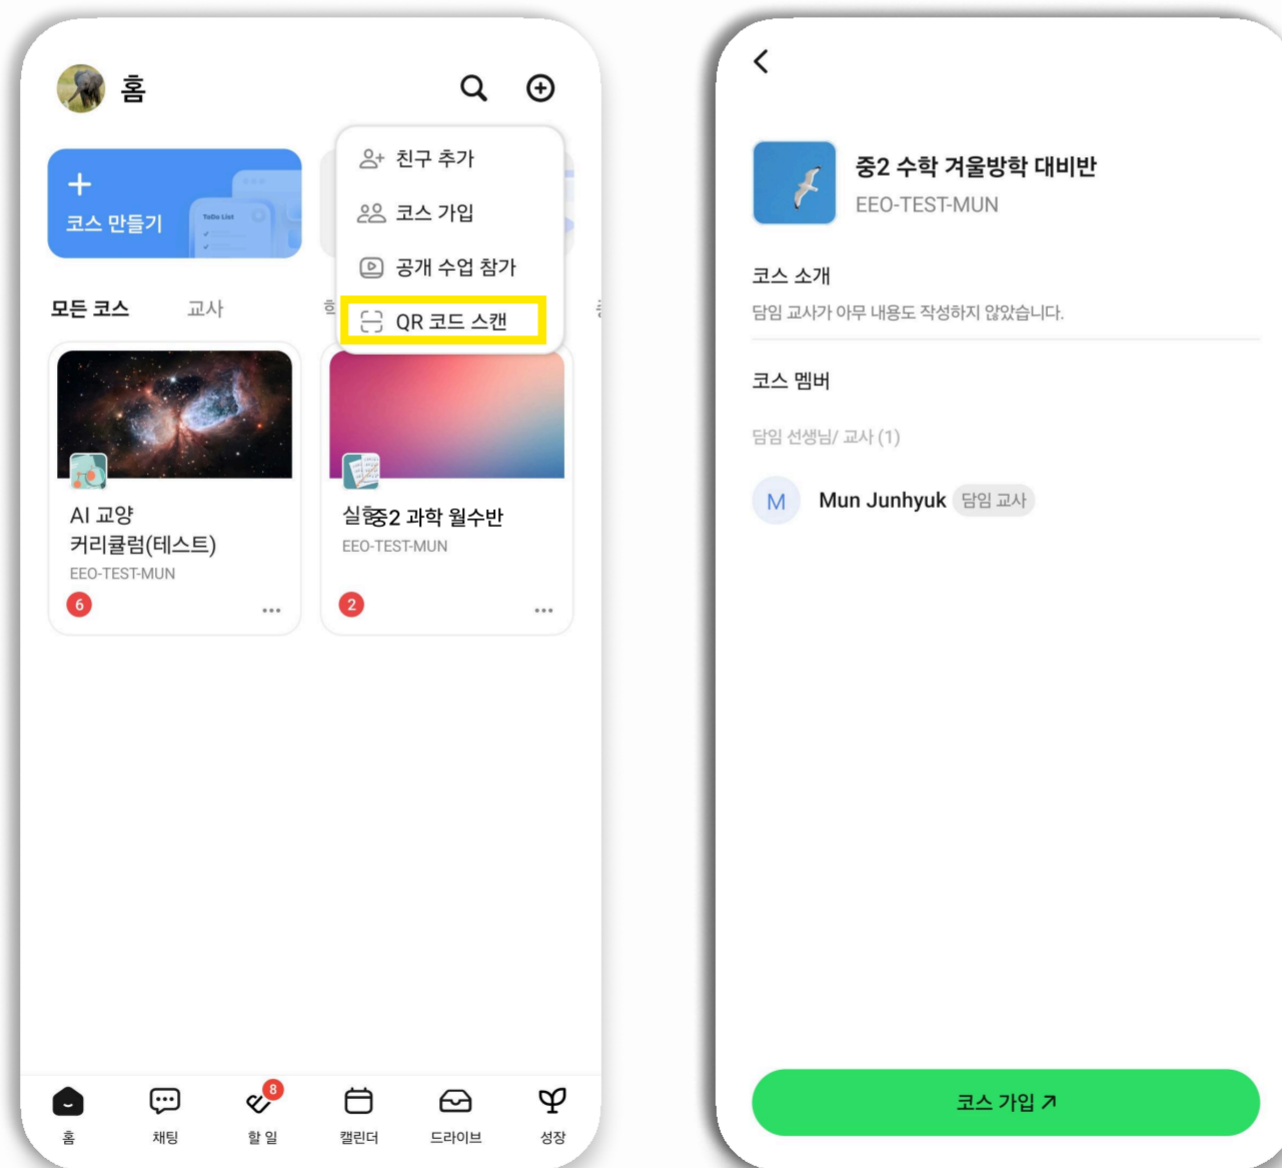 홈
친구 추가
코스 가입
공개 수업 참가
QR 코드 스캔
코스 만들기
ToDo List
모든 코스
교사
AI 교양
커리큘럼(테스트)
EEO-TEST-MUN
6
중2 과학 월수반
EEO-TEST-MUN
2
홈
채팅
8
할 일
캘린더
드라이브
성장
중2 수학 겨울방학 대비반
EEO-TEST-MUN
코스 소개
담임 교사가 아무 내용도 작성하지 않았습니다.
코스 멤버
담임 선생님/ 교사 (1)
M
Mun Junhyuk 담임 교사
코스 가입